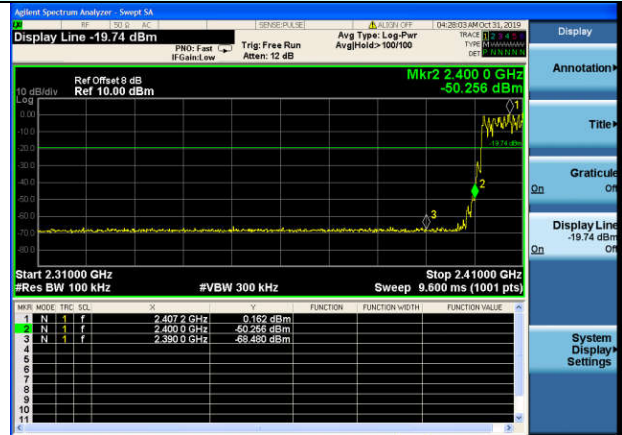 Agilent Spectrum Analyzer - Swept SA
RF 50 Ω AC SENSE:PULSE ALIGN OFF 04:28:03 AM Oct 31, 2019
Display Line -19.74 dBm
PNO: Fast Trig: Free Run Avg Type: Log-Pwr TRACE 1 2 3 4 5 6
IFGain:Low Atten: 12 dB Avg|Hold>100/100 TYPE M
DET P N N N N N
Display
Annotation
Title
Graticule
On Off
Display Line
-19.74 dBm
On Off
System
Display
Settings
Mkr2 2.400 0 GHz
-50.256 dBm
Ref Offset 8 dB
10 dB/div Ref 10.00 dBm
Log
0.00
-10.0
-20.0
-30.0
-40.0
-50.0
-60.0
-70.0
-80.0
1
-19.74 dBm
2
3
Start 2.31000 GHz Stop 2.41000 GHz
#Res BW 100 kHz #VBW 300 kHz Sweep 9.600 ms (1001 pts)
MKR MODE TRC SCL X Y FUNCTION FUNCTION WIDTH FUNCTION VALUE
1 N 1 f 2.407 2 GHz 0.162 dBm
2 N 1 f 2.400 0 GHz -50.256 dBm
3 N 1 f 2.390 0 GHz -68.480 dBm
4
5
6
7
8
9
10
11